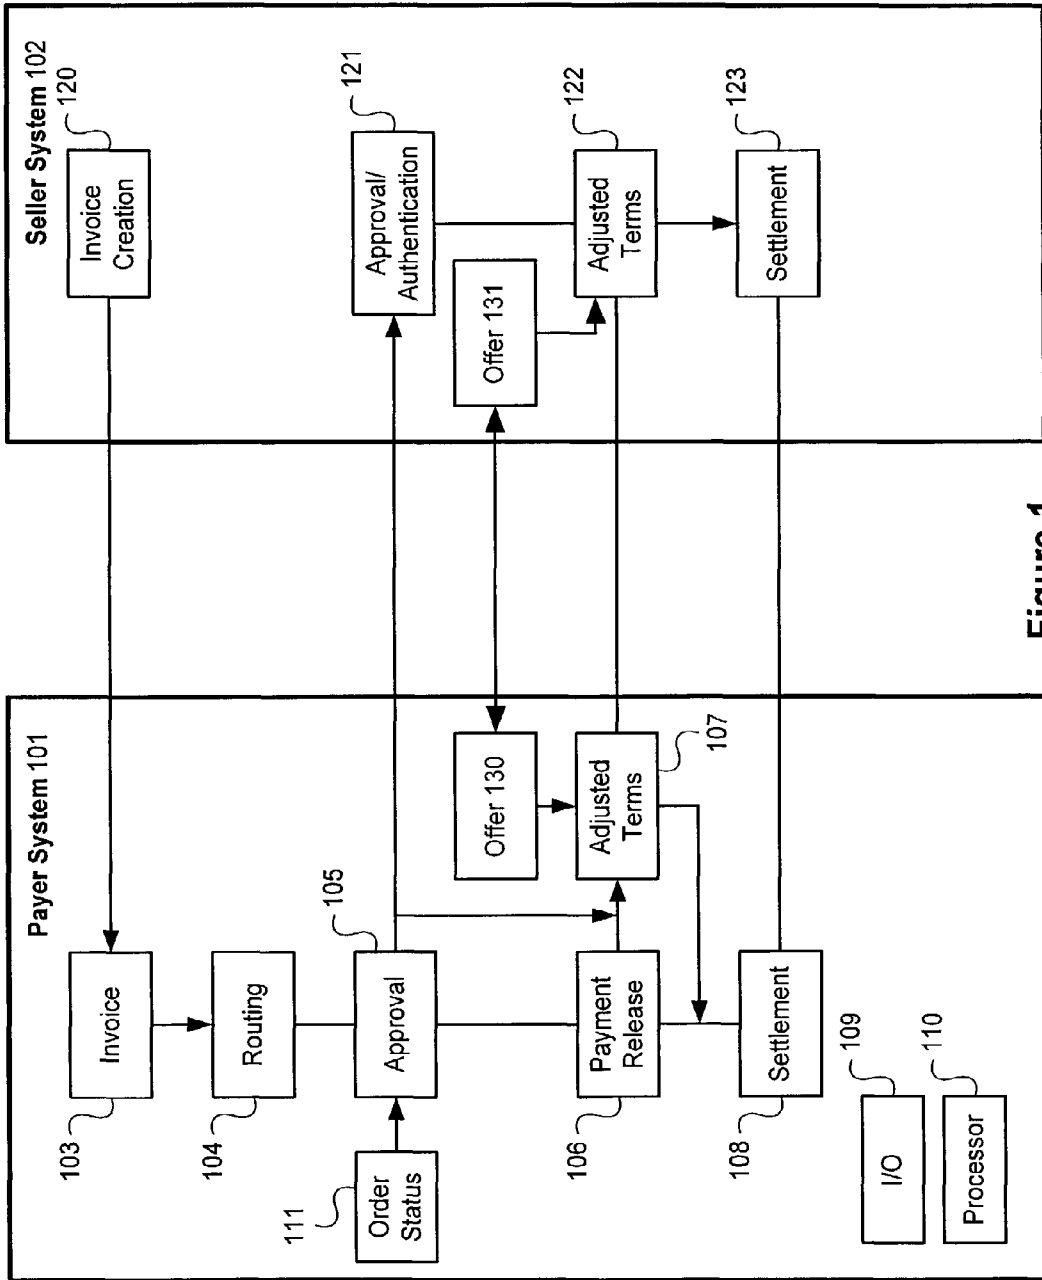 Payer System 101
Seller System 102
103
Invoice
Invoice
Creation
120
104
Routing
111
Order
Status
Approval
105
Approval/
Authentication
121
Offer 130
Offer 131
106
Payment
Release
Adjusted
Terms
107
Adjusted
Terms
122
108
Settlement
Settlement
123
I/O
109
Processor
110
Figure 1